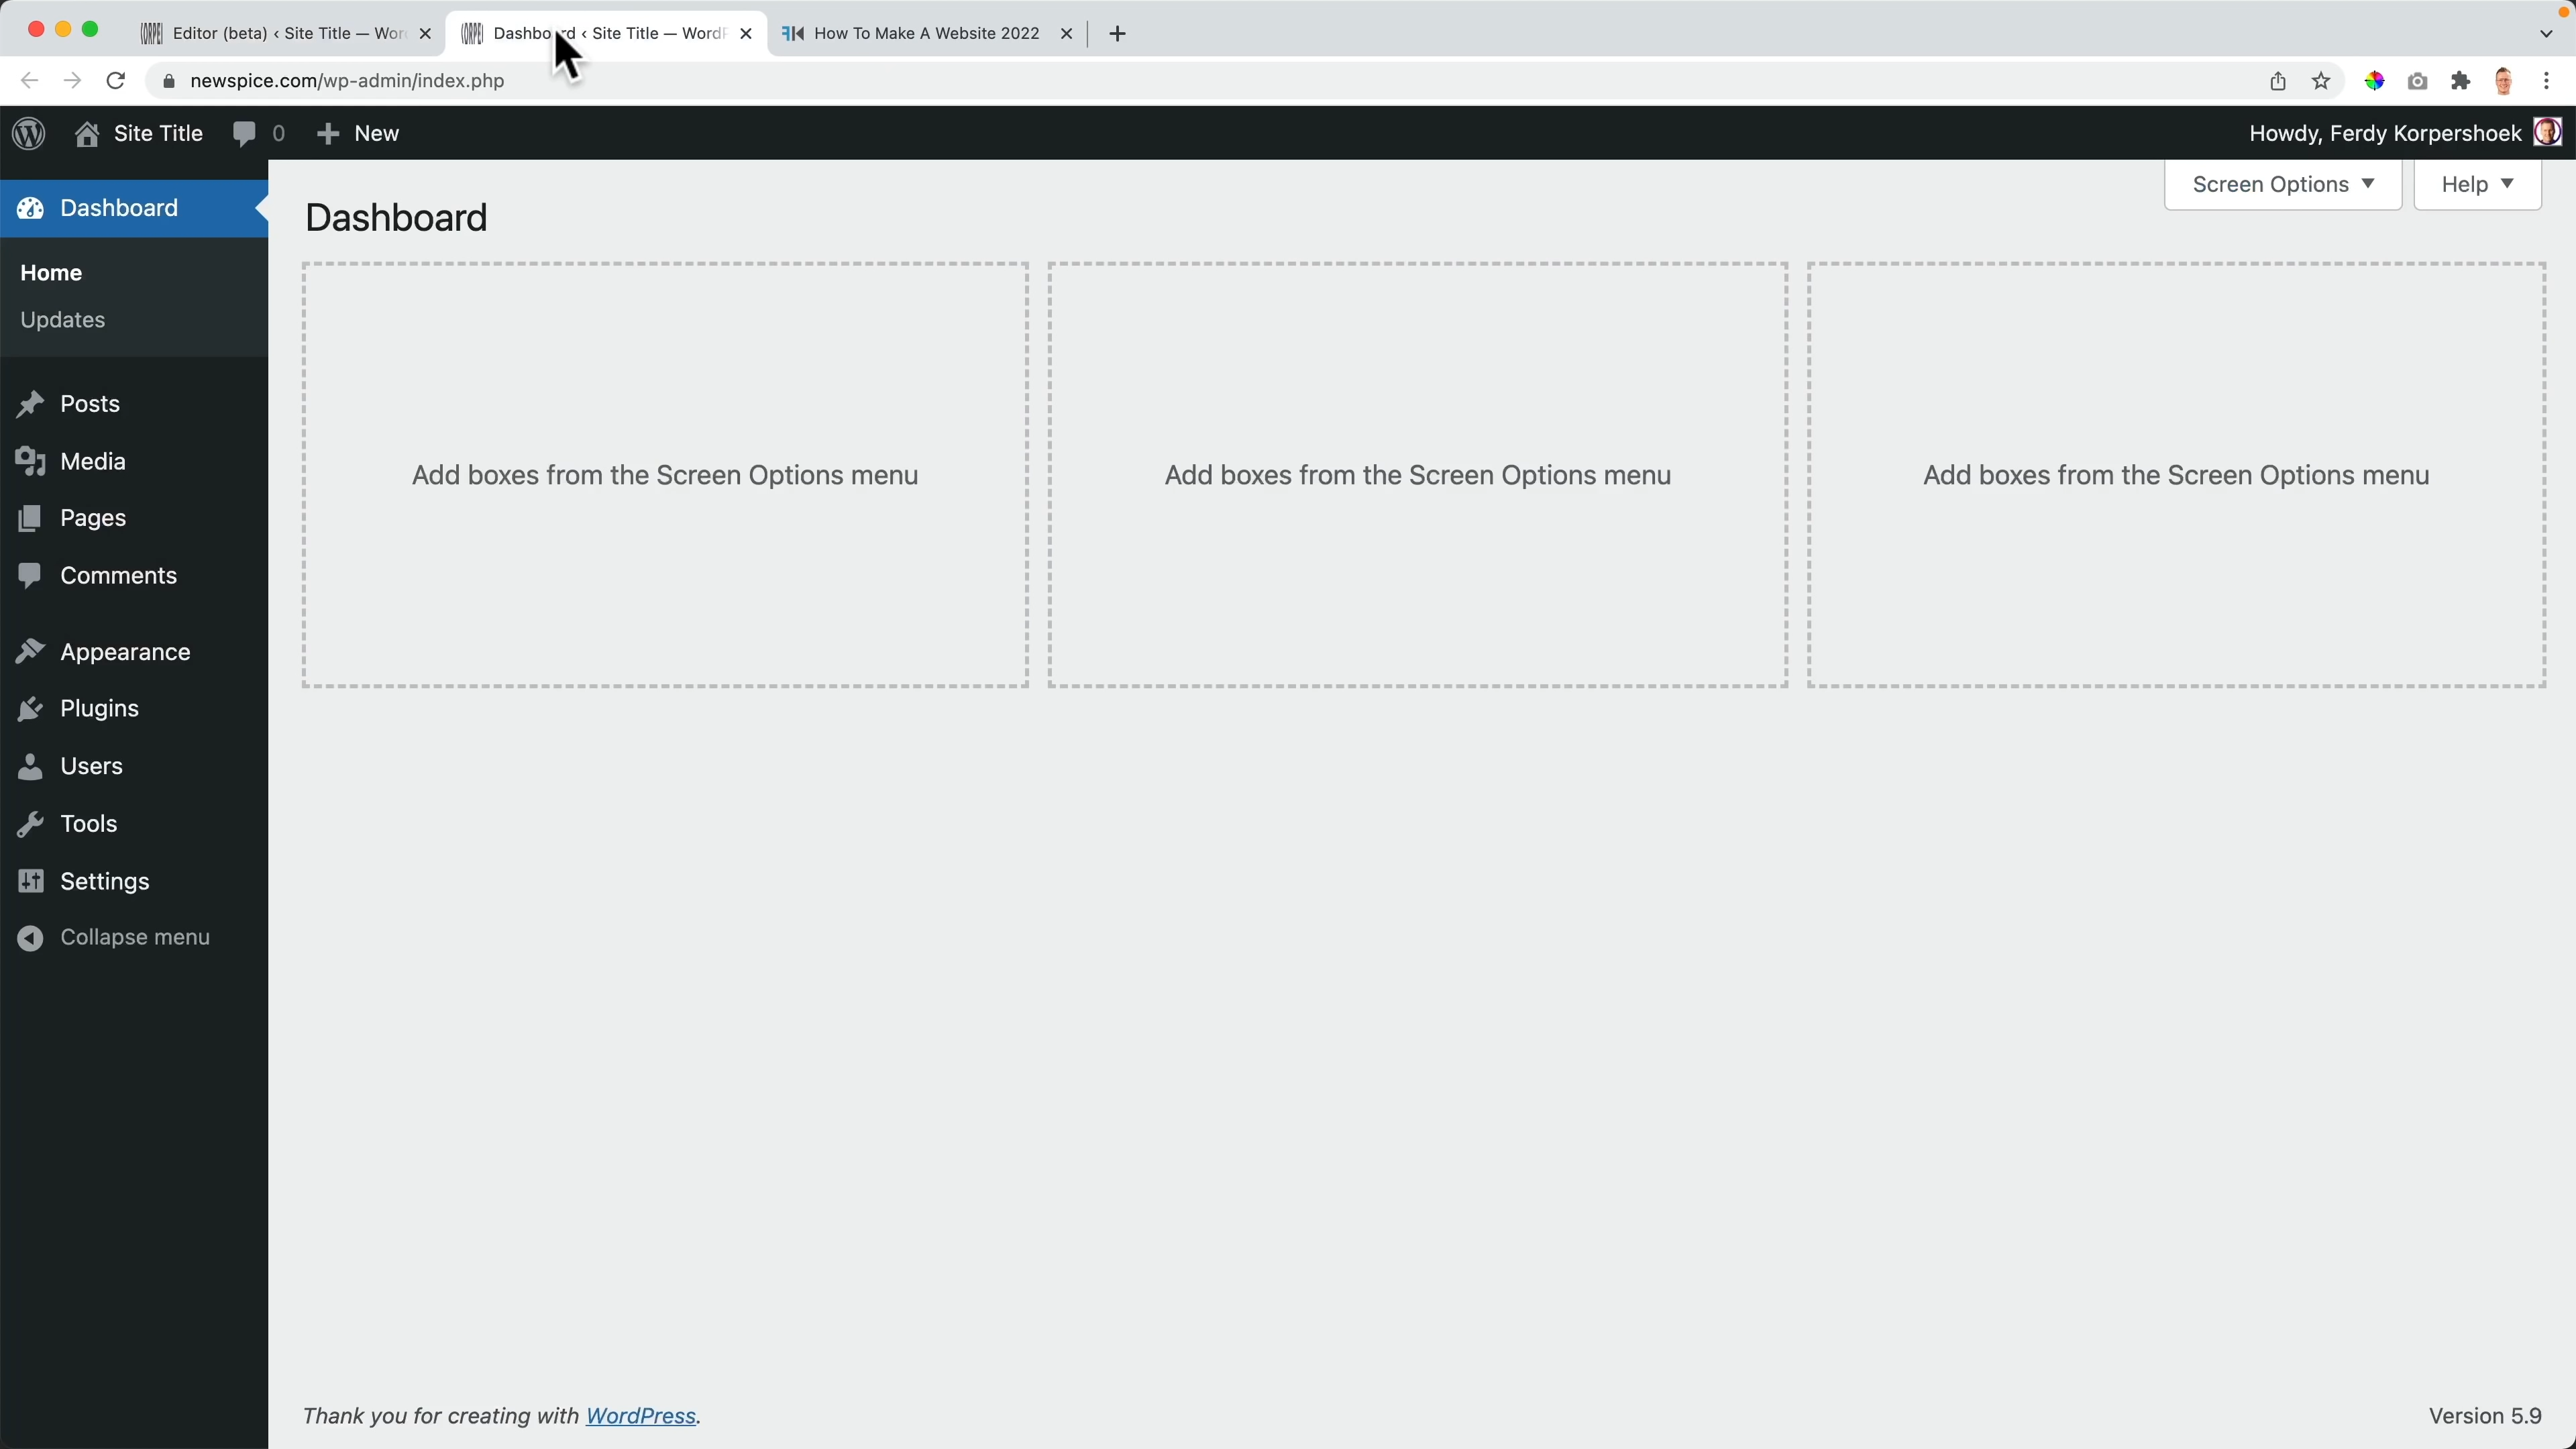 Editor (beta) ‹ Site Title — Wor
Dashboard ‹ Site Title — WordP
How To Make A Website 2022
newspice.com/wp-admin/index.php
Site Title
0
New
Howdy, Ferdy Korpershoek
Dashboard
Screen Options
Help
Dashboard
Home
Updates
Posts
Media
Pages
Comments
Appearance
Plugins
Users
Tools
Settings
Collapse menu
Add boxes from the Screen Options menu
Add boxes from the Screen Options menu
Add boxes from the Screen Options menu
Thank you for creating with WordPress.
Version 5.9